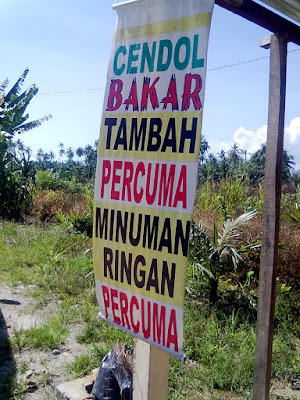 CENDOL
BAKAR
TAMBAH
PERCUMA
MINUMAN
RINGAN
PERCUMA